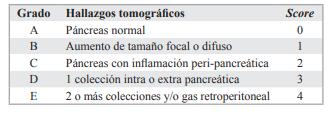 Grado Hallazgos tomográficos Score
A Páncreas normal 0
B Aumento de tamaño focal o difuso 1
C Páncreas con inflamación peri-pancreática 2
D 1 colección intra o extra pancreática 3
E 2 o más colecciones y/o gas retroperitoneal 4